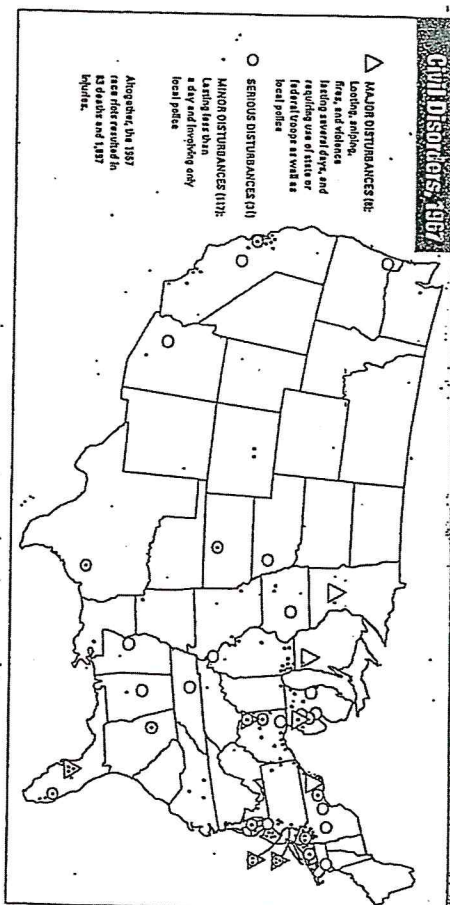 Civil Disorders, 1967
MAJOR DISTURBANCES (8):
Looting, sniping,
fires, and violence
lasting several days, and
requiring use of state or
federal troops as well as
local police
SERIOUS DISTURBANCES
MINOR DISTURBANCES (117):
Lasting less than
a day and involving only
local police
Altogether, the 1967
race riots resulted in
83 deaths and 1,897
injuries.